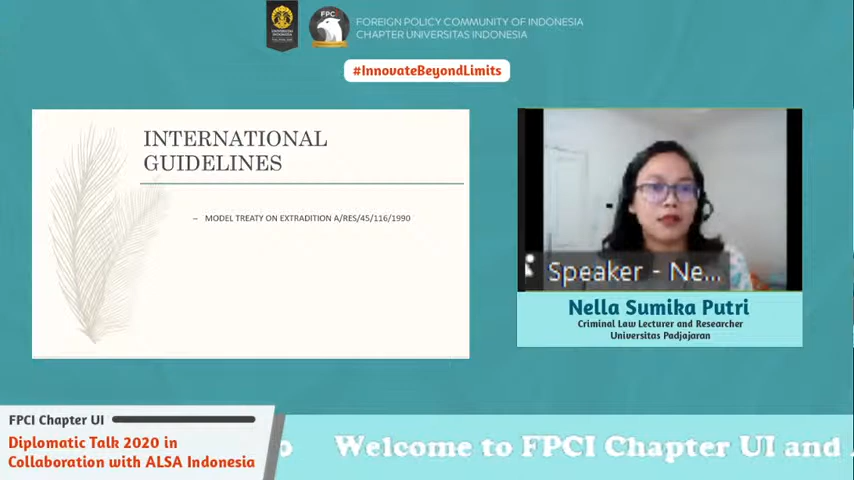 FPC
FOREIGN POLICY COMMUNITY OF INDONESIA
CHAPTER UNIVERSITAS INDONESIA
#InnovateBeyondLimits
INTERNATIONAL
GUIDELINES
– MODEL TREATY ON EXTRADITION A/RES/45/116/1990
Speaker - Ne...
Nella Sumika Putri
Criminal Law Lecturer and Researcher
Universitas Padjajaran
FPCI Chapter UI
Diplomatic Talk 2020 in
Collaboration with ALSA Indonesia
o Welcome to FPCI Chapter UI and